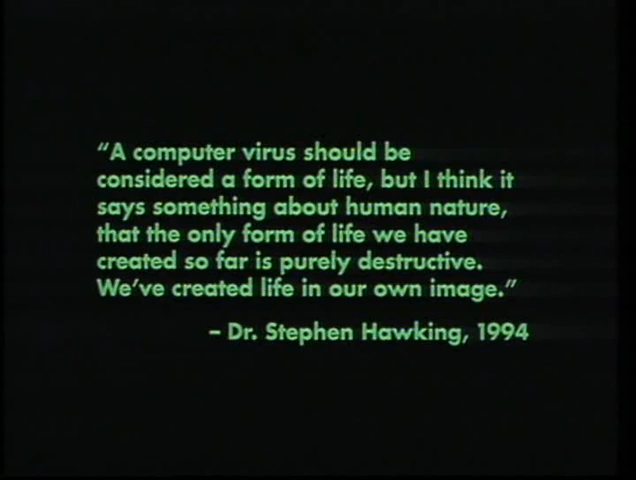 “A computer virus should be
considered a form of life, but I think it
says something about human nature,
that the only form of life we have
created so far is purely destructive.
We’ve created life in our own image.”
– Dr. Stephen Hawking, 1994